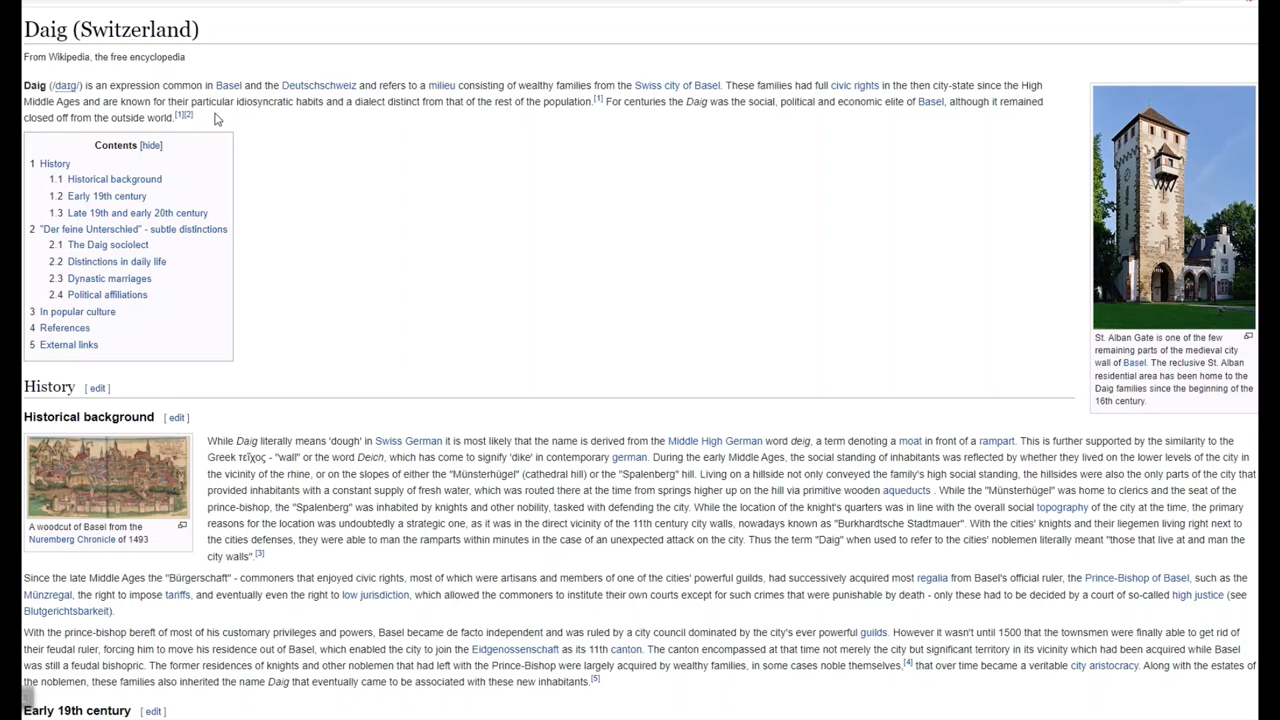 Daig (Switzerland)
From Wikipedia, the free encyclopedia
Daig (/daɪɡ/) is an expression common in Basel and the Deutschschweiz and refers to a milieu consisting of wealthy families from the Swiss city of Basel. These families had full civic rights in the then city-state since the High
Middle Ages and are known for their particular idiosyncratic habits and a dialect distinct from that of the rest of the population.[1] For centuries the Daig was the social, political and economic elite of Basel, although it remained
closed off from the outside world.[1][2]
Contents [hide]
1 History
1.1 Historical background
1.2 Early 19th century
1.3 Late 19th and early 20th century
2 "Der feine Unterschied" - subtle distinctions
2.1 The Daig sociolect
2.2 Distinctions in daily life
2.3 Dynastic marriages
2.4 Political affiliations
3 In popular culture
4 References
5 External links
St. Alban Gate is one of the few
remaining parts of the medieval city
wall of Basel. The reclusive St. Alban
residential area has been home to the
Daig families since the beginning of the
16th century.
History [ edit ]
Historical background [ edit ]
A woodcut of Basel from the
Nuremberg Chronicle of 1493
While Daig literally means 'dough' in Swiss German it is most likely that the name is derived from the Middle High German word deig, a term denoting a moat in front of a rampart. This is further supported by the similarity to the
Greek τεῖχος - "wall" or the word Deich, which has come to signify 'dike' in contemporary german. During the early Middle Ages, the social standing of inhabitants was reflected by whether they lived on the lower levels of the city in
the vicinity of the rhine, or on the slopes of either the "Münsterhügel" (cathedral hill) or the "Spalenberg" hill. Living on a hillside not only conveyed the family's high social standing, the hillsides were also the only parts of the city that
provided inhabitants with a constant supply of fresh water, which was routed there at the time from springs higher up on the hill via primitive wooden aqueducts . While the "Münsterhügel" was home to clerics and the seat of the
prince-bishop, the "Spalenberg" was inhabited by knights and other nobility, tasked with defending the city. While the location of the knight's quarters was in line with the overall social topography of the city at the time, the primary
reasons for the location was undoubtedly a strategic one, as it was in the direct vicinity of the 11th century city walls, nowadays known as "Burkhardtsche Stadtmauer". With the cities' knights and their liegemen living right next to
the cities defenses, they were able to man the ramparts within minutes in the case of an unexpected attack on the city. Thus the term "Daig" when used to refer to the cities' noblemen literally meant "those that live at and man the
city walls".[3]
Since the late Middle Ages the "Bürgerschaft" - commoners that enjoyed civic rights, most of which were artisans and members of one of the cities' powerful guilds, had successively acquired most regalia from Basel's official ruler, the Prince-Bishop of Basel, such as the
Münzregal, the right to impose tariffs, and eventually even the right to low jurisdiction, which allowed the commoners to institute their own courts except for such crimes that were punishable by death - only these had to be decided by a court of so-called high justice (see
Blutgerichtsbarkeit).
With the prince-bishop bereft of most of his customary privileges and powers, Basel became de facto independent and was ruled by a city council dominated by the city's ever powerful guilds. However it wasn't until 1500 that the townsmen were finally able to get rid of
their feudal ruler, forcing him to move his residence out of Basel, which enabled the city to join the Eidgenossenschaft as its 11th canton. The canton encompassed at that time not merely the city but significant territory in its vicinity which had been acquired while Basel
was still a feudal bishopric. The former residences of knights and other noblemen that had left with the Prince-Bishop were largely acquired by wealthy families, in some cases noble themselves,[4] that over time became a veritable city aristocracy. Along with the estates of
the noblemen, these families also inherited the name Daig that eventually came to be associated with these new inhabitants.[5]
Early 19th century [ edit ]